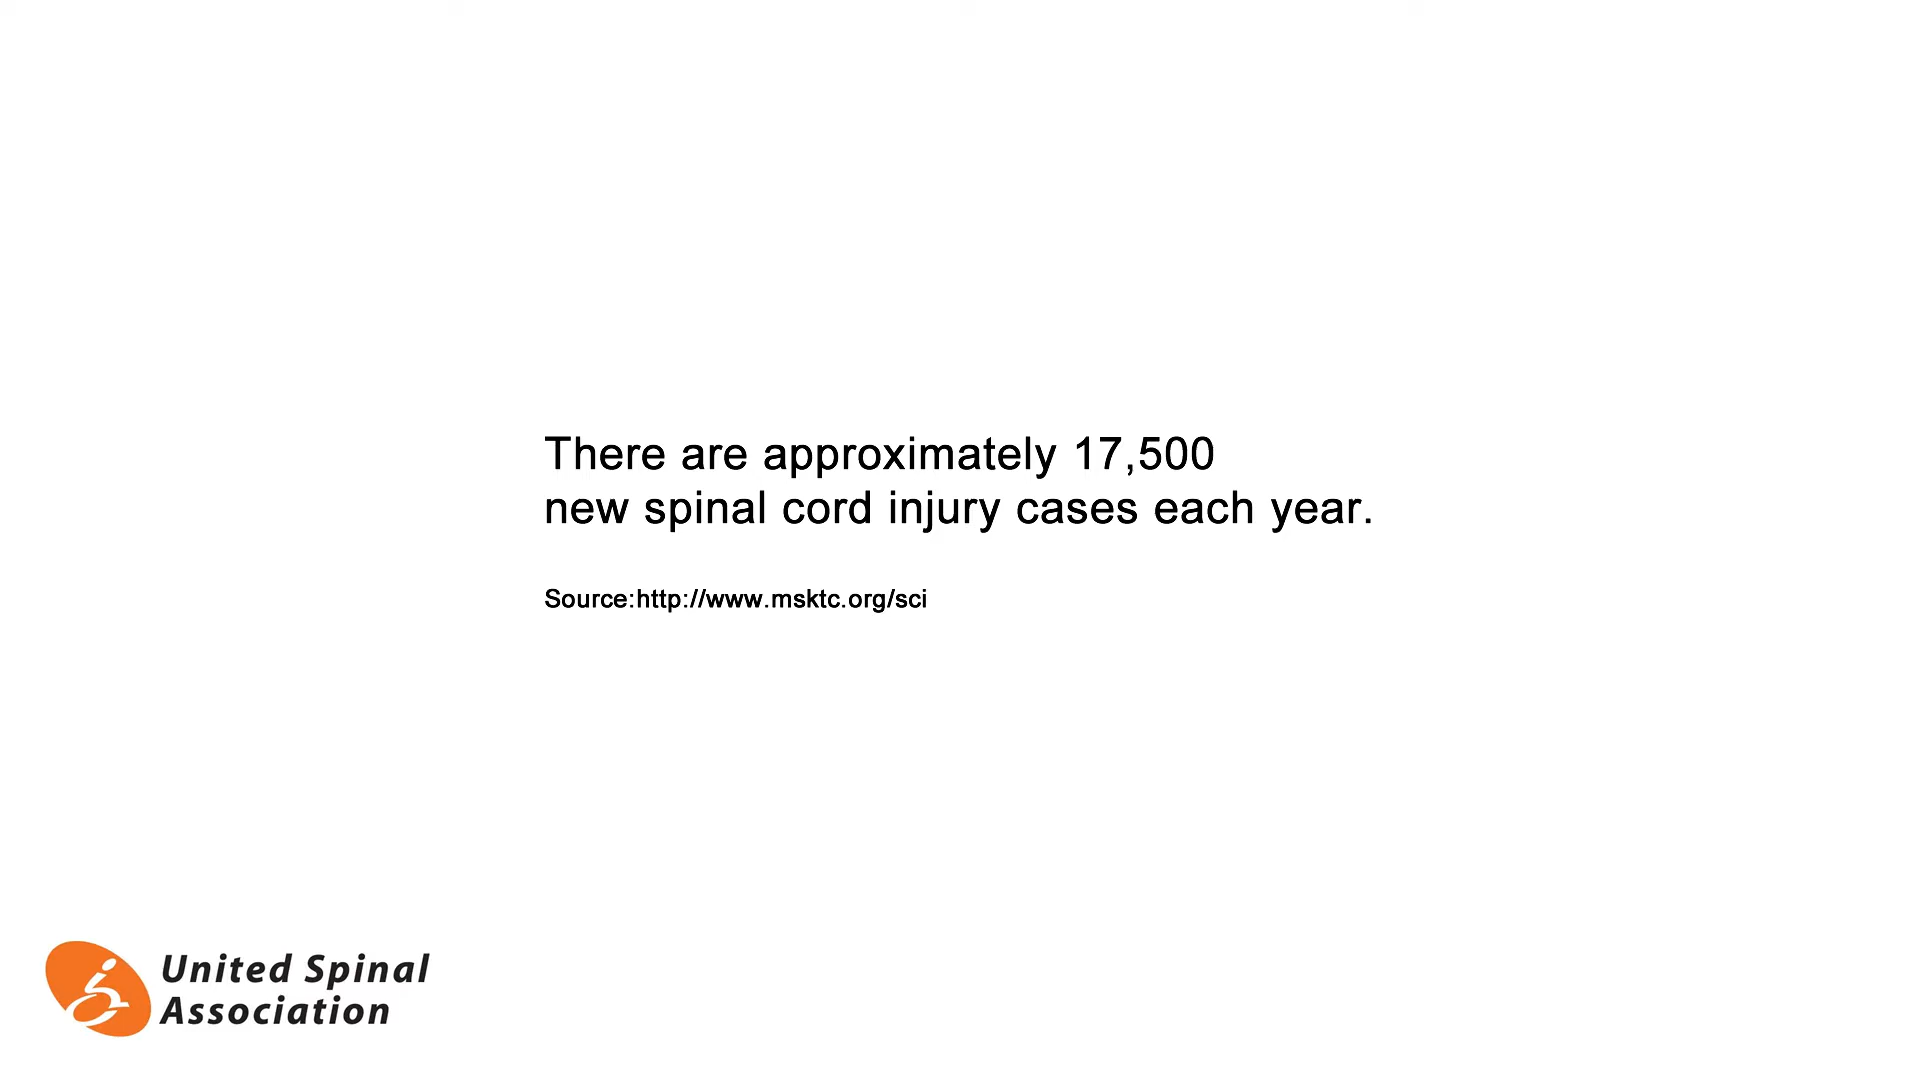 There are approximately 17,500
new spinal cord injury cases each year.
Source:http://www.msktc.org/sci
United Spinal
Association